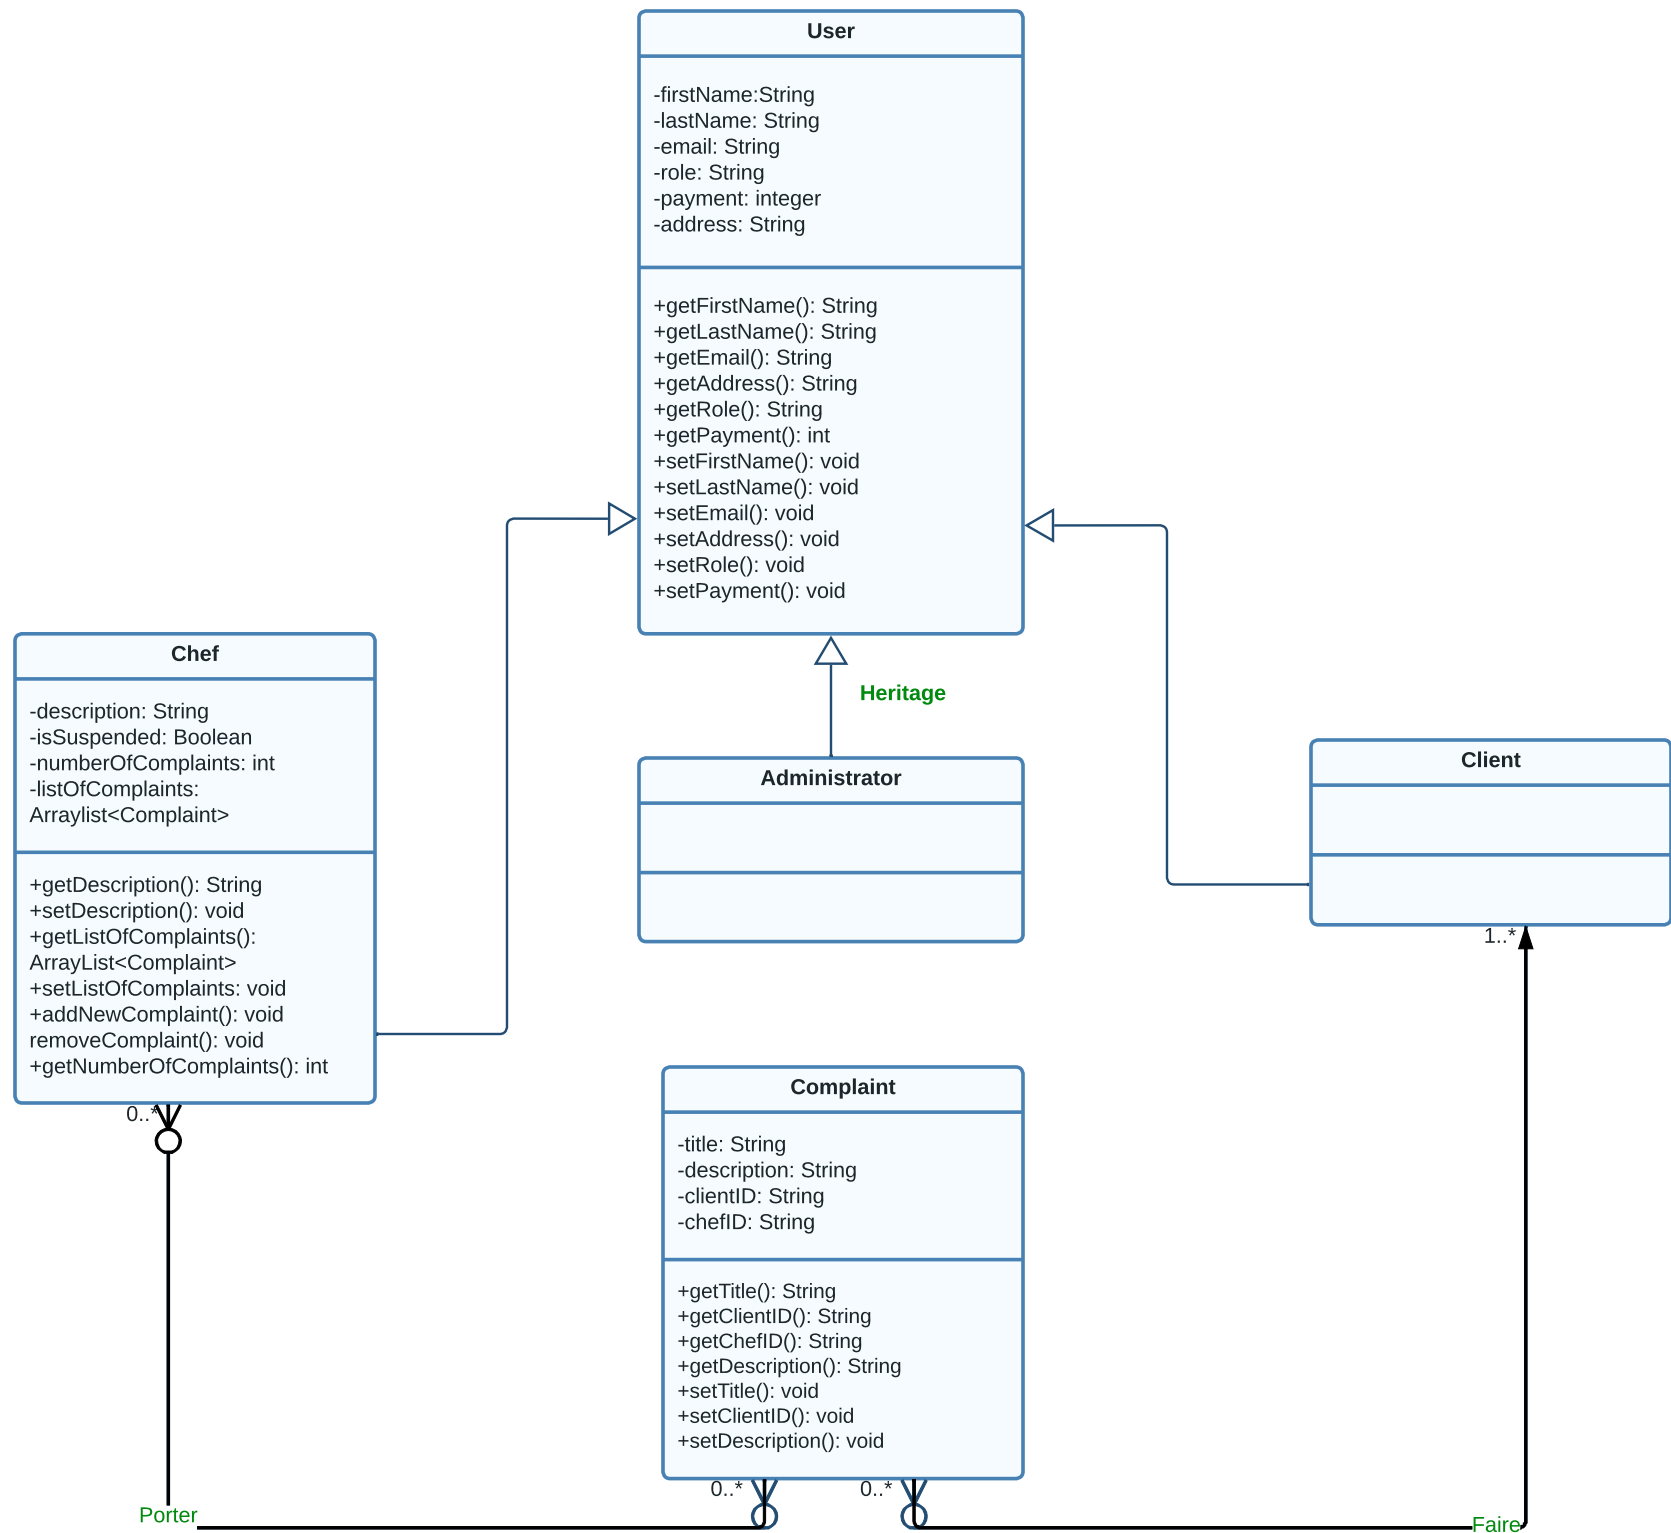 User
-firstName:String
-lastName: String
-email: String
-role: String
-payment: integer
-address: String
+getFirstName(): String
+getLastName(): String
+getEmail(): String
+getAddress(): String
+getRole(): String
+getPayment(): int
+setFirstName(): void
+setLastName(): void
+setEmail(): void
+setAddress(): void
+setRole(): void
+setPayment(): void
Heritage
Chef
-description: String
-isSuspended: Boolean
-numberOfComplaints: int
-listOfComplaints:
Arraylist<Complaint>
+getDescription(): String
+setDescription(): void
+getListOfComplaints():
ArrayList<Complaint>
+setListOfComplaints: void
+addNewComplaint(): void
removeComplaint(): void
+getNumberOfComplaints(): int
0..*
Administrator
Client
1..*
Complaint
-title: String
-description: String
-clientID: String
-chefID: String
+getTitle(): String
+getClientID(): String
+getChefID(): String
+getDescription(): String
+setTitle(): void
+setClientID(): void
+setDescription(): void
0..*
0..*
Porter
Faire